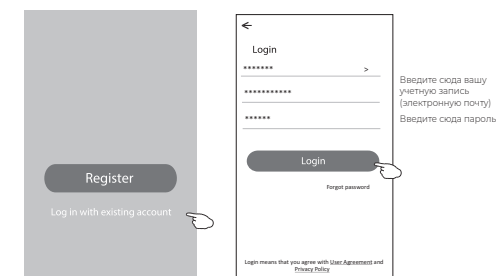 Register
Log in with existing account
Login
******* >
***********
******
Login
Forgot password
Login means that you agree with User Agreement and
Privacy Policy
Введите сюда вашу
учетную запись
(электронную почту)
Введите сюда пароль